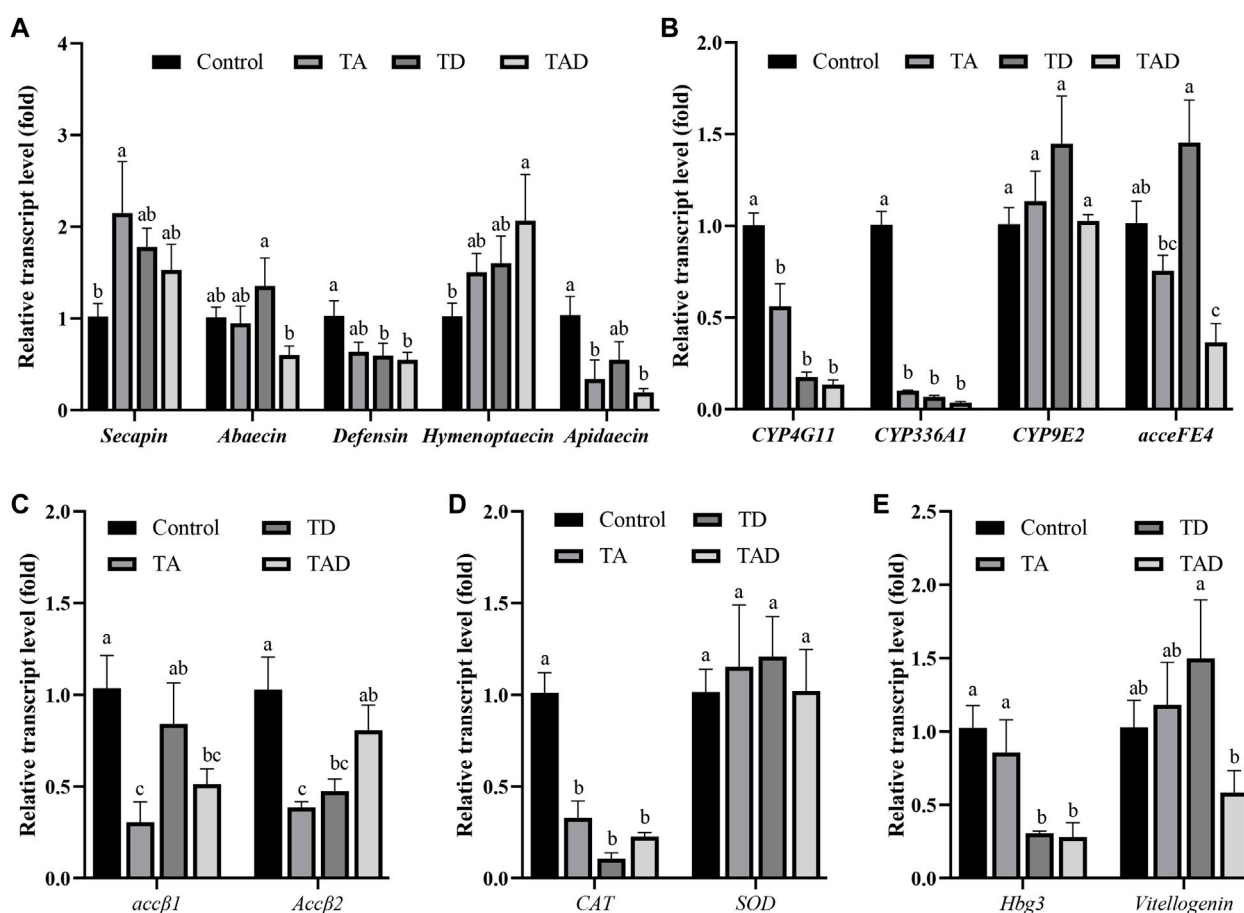 A
Relative transcript level (fold)
4
3
2
1
0
Control TA TD TAD
b a ab ab
ab ab a b
a ab b b
b ab ab a
a b ab b
Secapin Abaecin Defensin Hymenoptaecin Apidaecin
B
Relative transcript level (fold)
2.0
1.5
1.0
0.5
0.0
Control TA TD TAD
a b b b
a b b b
a a a a
ab bc a c
CYP4G11 CYP336A1 CYP9E2 acceFE4
C
Relative transcript level (fold)
2.0
1.5
1.0
0.5
0.0
Control TD
TA TAD
a c ab bc
a c bc ab
accβ1 Accβ2
D
Relative transcript level (fold)
2.0
1.5
1.0
0.5
0.0
Control TD
TA TAD
a b b b
a a a a
CAT SOD
E
Relative transcript level (fold)
2.5
2.0
1.5
1.0
0.5
0.0
Control TD
TA TAD
a a b b
ab ab a b
Hbg3 Vitellogenin